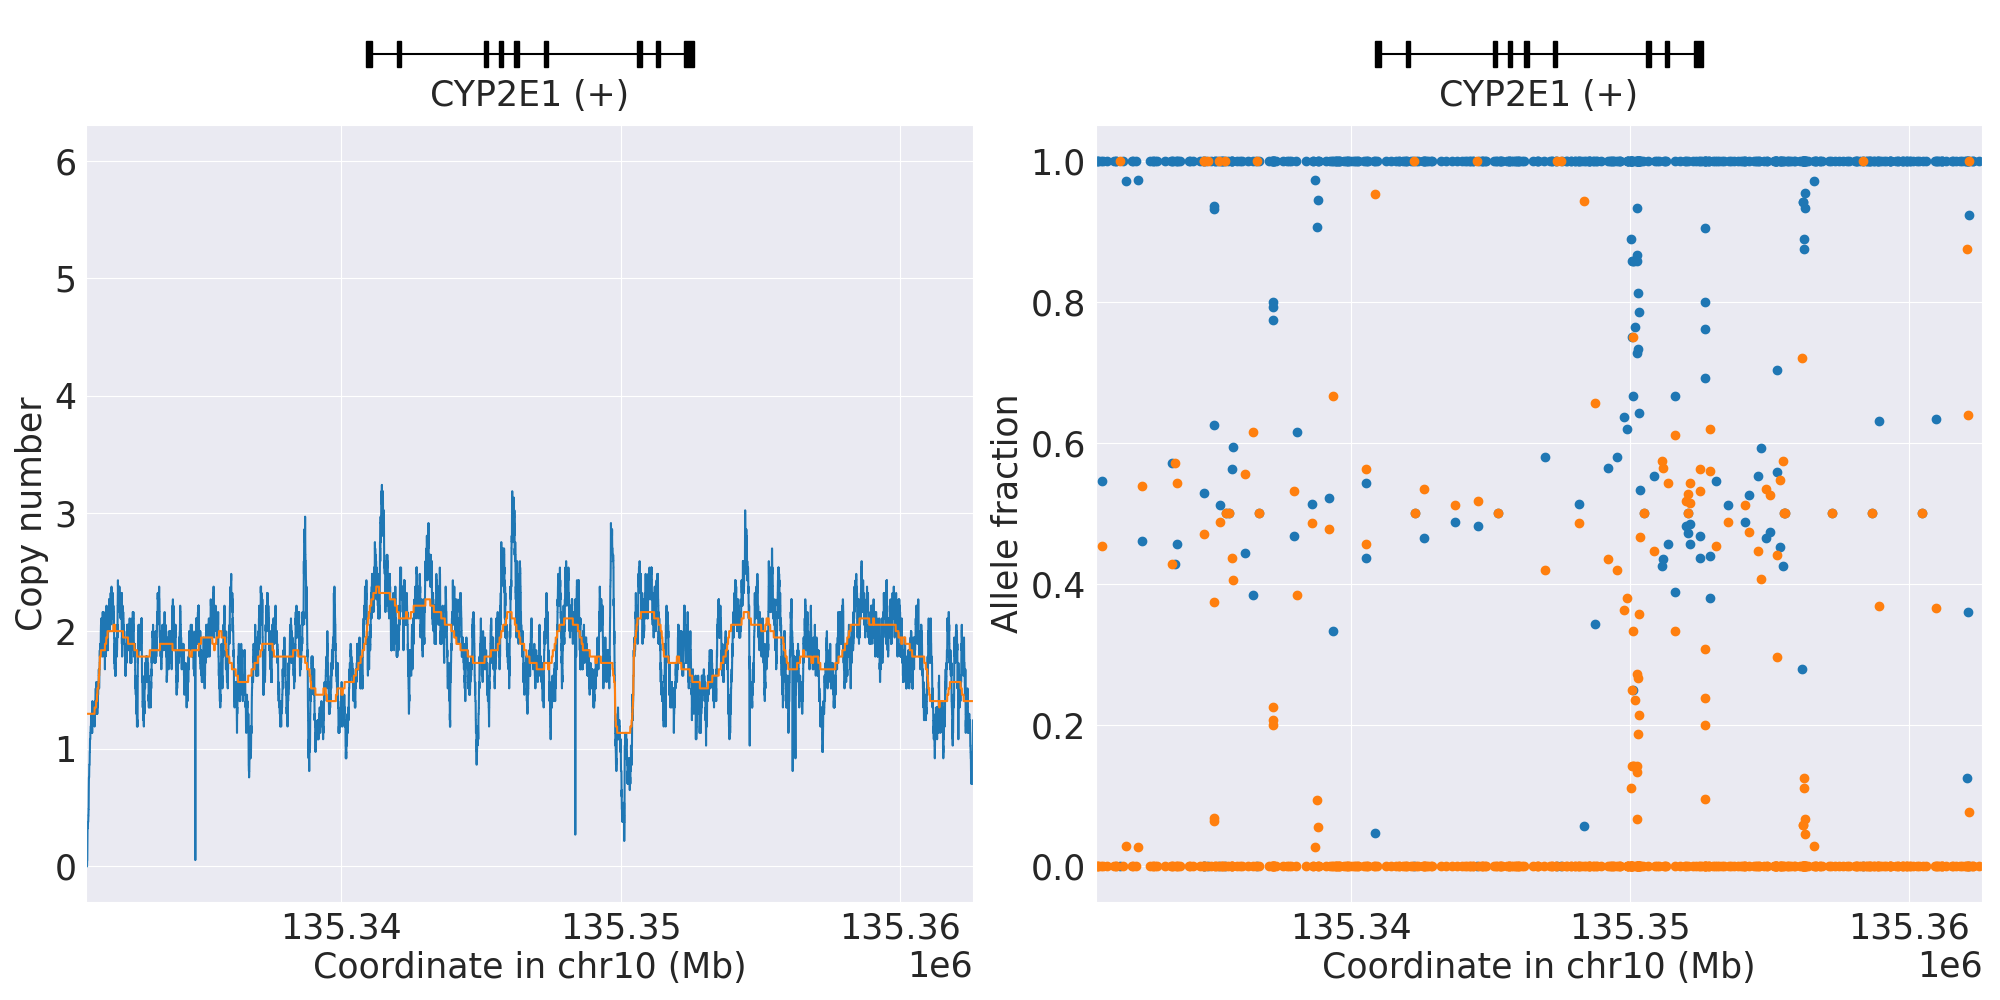 CYP2E1 (+)
6
5
4
3
2
1
0
Copy number
135.34 135.35 135.36
Coordinate in chr10 (Mb)
1e6
CYP2E1 (+)
1.0
0.8
0.6
0.4
0.2
0.0
Allele fraction
135.34 135.35 135.36
Coordinate in chr10 (Mb)
1e6